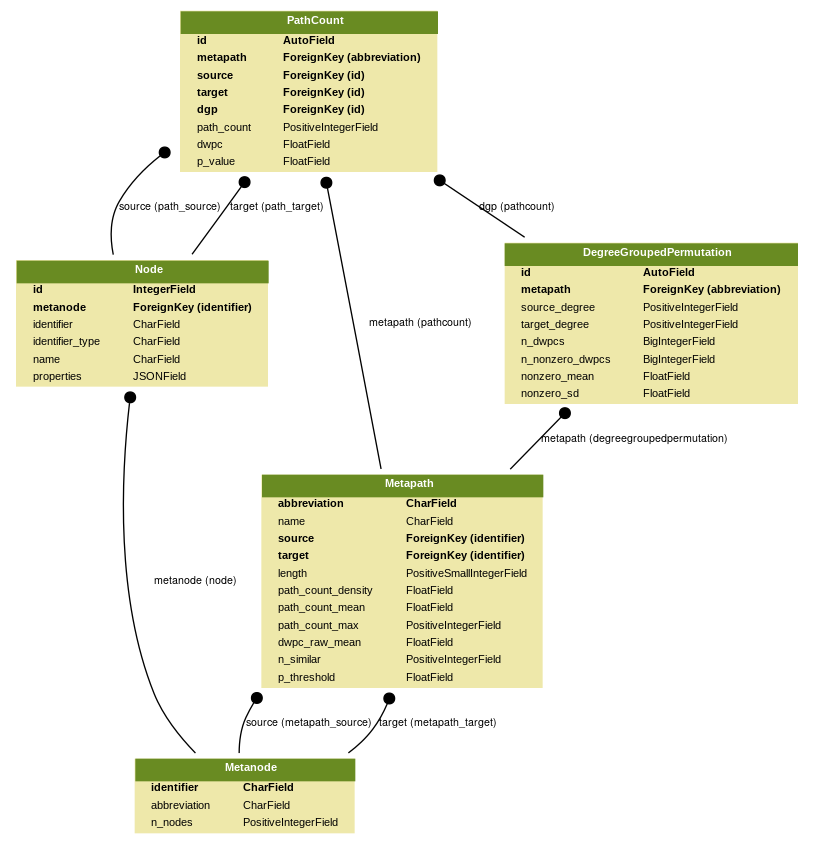 PathCount
id AutoField
metapath ForeignKey (abbreviation)
source ForeignKey (id)
target ForeignKey (id)
dgp ForeignKey (id)
path_count PositiveIntegerField
dwpc FloatField
p_value FloatField
source (path_source) target (path_target) dgp (pathcount)
DegreeGroupedPermutation
id AutoField
metapath ForeignKey (abbreviation)
source_degree PositiveIntegerField
target_degree PositiveIntegerField
n_dwpcs BigIntegerField
n_nonzero_dwpcs BigIntegerField
nonzero_mean FloatField
nonzero_sd FloatField
Node
id IntegerField
metanode ForeignKey (identifier)
identifier CharField
identifier_type CharField
name CharField
properties JSONField
metapath (pathcount)
metapath (degreegroupedpermutation)
Metapath
abbreviation CharField
name CharField
source ForeignKey (identifier)
target ForeignKey (identifier)
length PositiveSmallIntegerField
path_count_density FloatField
path_count_mean FloatField
path_count_max PositiveIntegerField
dwpc_raw_mean FloatField
n_similar PositiveIntegerField
p_threshold FloatField
metanode (node)
source (metapath_source) target (metapath_target)
Metanode
identifier CharField
abbreviation CharField
n_nodes PositiveIntegerField